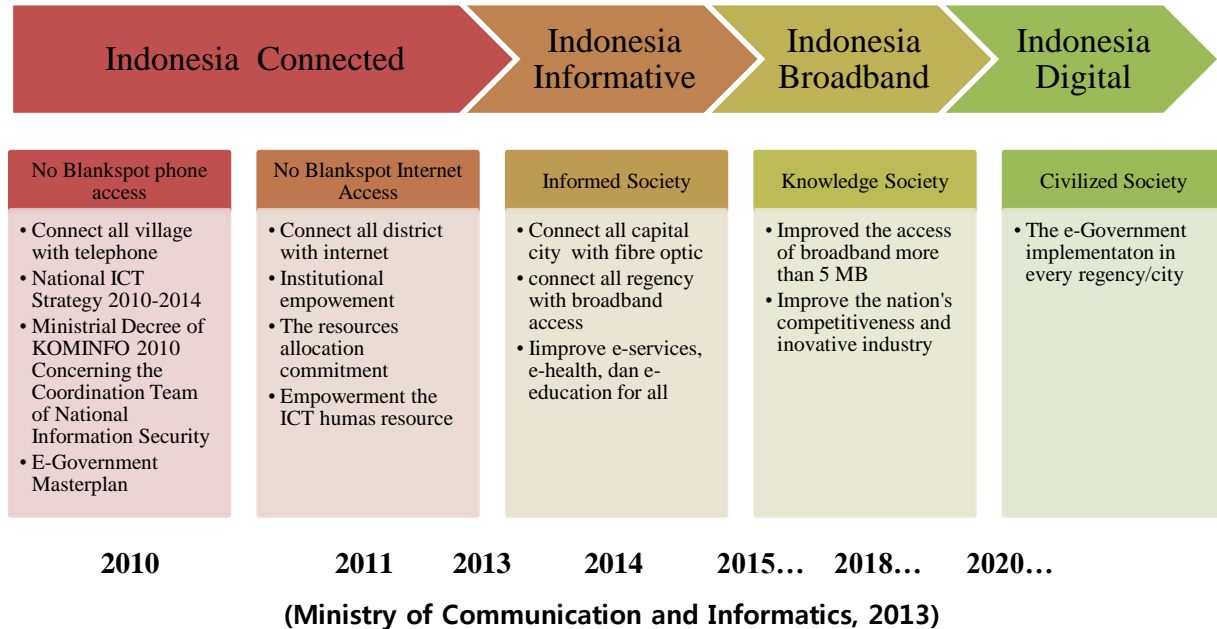 Indonesia Connected
Indonesia
Informative
Indonesia
Broadband
Indonesia
Digital
No Blankspot phone
access
• Connect all village
with telephone
• National ICT
Strategy 2010-2014
• Ministrial Decree of
KOMINFO 2010
Concerning the
Coordination Team
of National
Information Security
• E-Government
Masterplan
No Blankspot Internet
Access
• Connect all district
with internet
• Institutional
empowement
• The resources
allocation
commitment
• Empowerment the
ICT humas resource
Informed Society
• Connect all capital
city with fibre optic
• connect all regency
with broadband
access
• Iimprove e-services,
e-health, dan e-
education for all
Knowledge Society
• Improved the access
of broadband more
than 5 MB
• Improve the nation's
competitiveness and
inovative industry
Civilized Society
• The e-Government
implementaton in
every regency/city
2010 2011 2013 2014 2015… 2018… 2020…
(Ministry of Communication and Informatics, 2013)